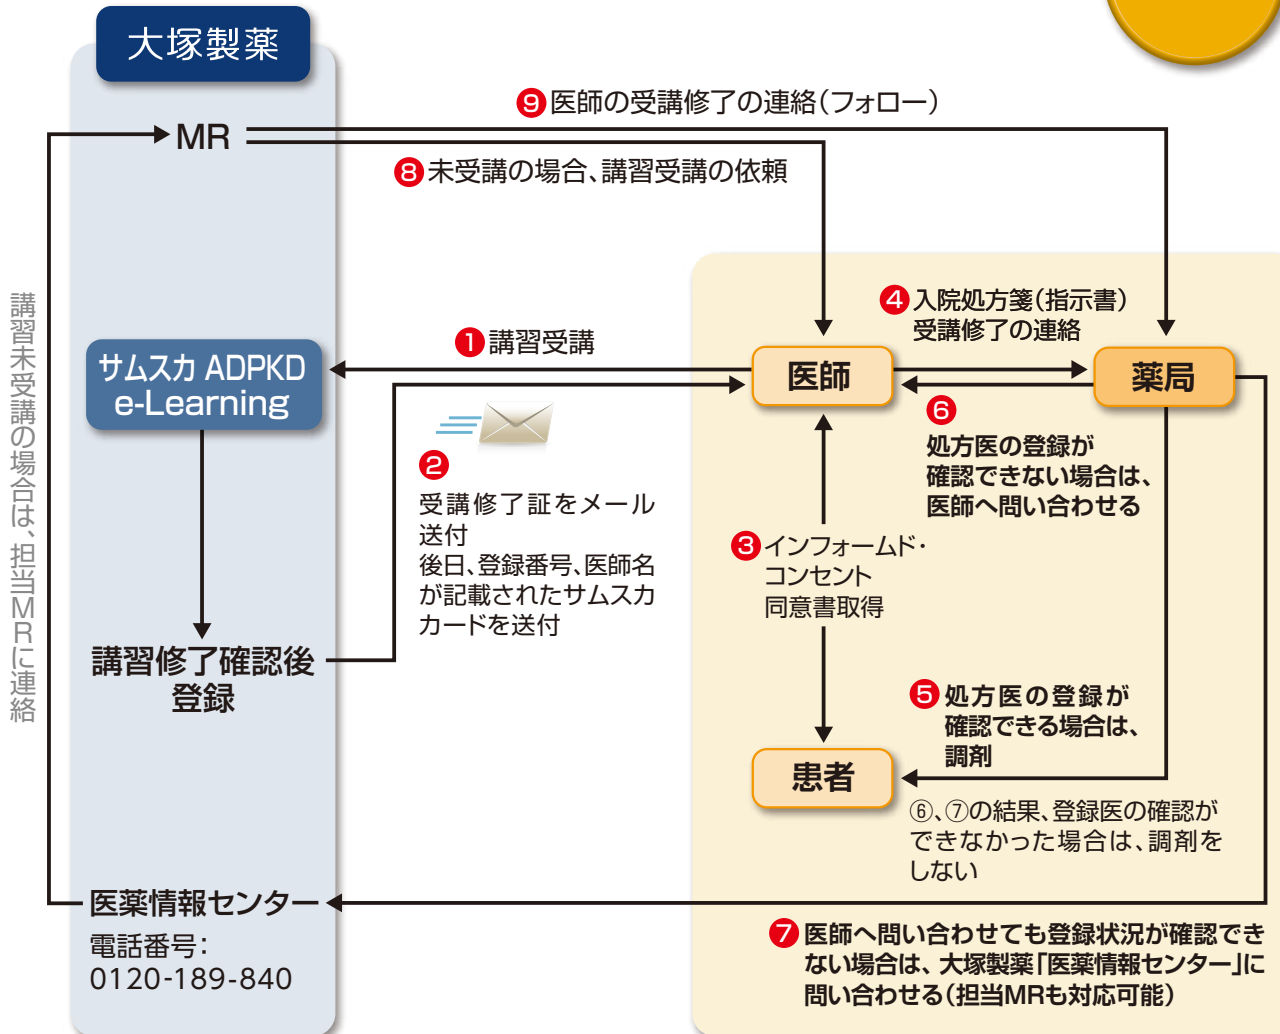 大塚製薬
MR
⑨医師の受講修了の連絡(フォロー)
⑧未受講の場合、講習受講の依頼
講習未受講の場合は、担当MRに連絡
サムスカ ADPKD
e-Learning
①講習受講
②
受講修了証をメール
送付
後日、登録番号、医師名
が記載されたサムスカ
カードを送付
講習修了確認後
登録
医師
④入院処方箋(指示書)
受講修了の連絡
薬局
⑥
処方医の登録が
確認できない場合は、
医師へ問い合わせる
③インフォームド・
コンセント
同意書取得
⑤処方医の登録が
確認できる場合は、
調剤
患者
⑥、⑦の結果、登録医の確認が
できなかった場合は、調剤を
しない
医薬情報センター
電話番号:
0120-189-840
⑦医師へ問い合わせても登録状況が確認でき
ない場合は、大塚製薬「医薬情報センター」に
問い合わせる(担当MRも対応可能)